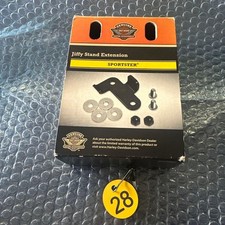 Jiffy Stand Extension
SPORTSTER®
Ask your authorized Harley-Davidson Dealer
about the limited warranty of this product or
visit www.harley-davidson.com.
28